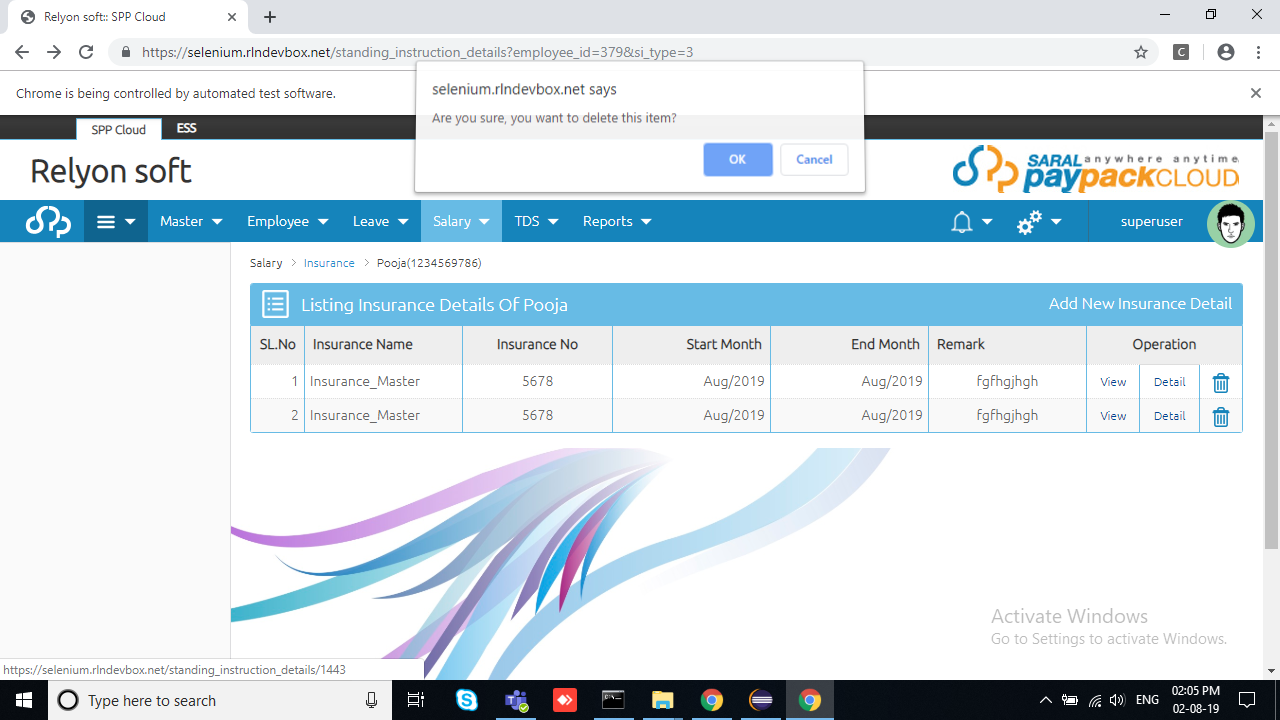 Relyon soft:: SPP Cloud
https://selenium.rlndevbox.net/standing_instruction_details?employee_id=379&si_type=3
C
Chrome is being controlled by automated test software.
selenium.rlndevbox.net says
Are you sure, you want to delete this item?
OK Cancel
SPP Cloud ESS
Relyon soft
SARAL anywhere anytime
paypackCLOUD
Master Employee Leave Salary TDS Reports superuser
Salary > Insurance > Pooja(1234569786)
Listing Insurance Details Of Pooja Add New Insurance Detail
SL.No Insurance Name Insurance No Start Month End Month Remark Operation
1 Insurance_Master 5678 Aug/2019 Aug/2019 fgfhgjhgh View Detail
2 Insurance_Master 5678 Aug/2019 Aug/2019 fgfhgjhgh View Detail
Activate Windows
Go to Settings to activate Windows.
https://selenium.rlndevbox.net/standing_instruction_details/1443
Type here to search
ENG
02:05 PM
02-08-19